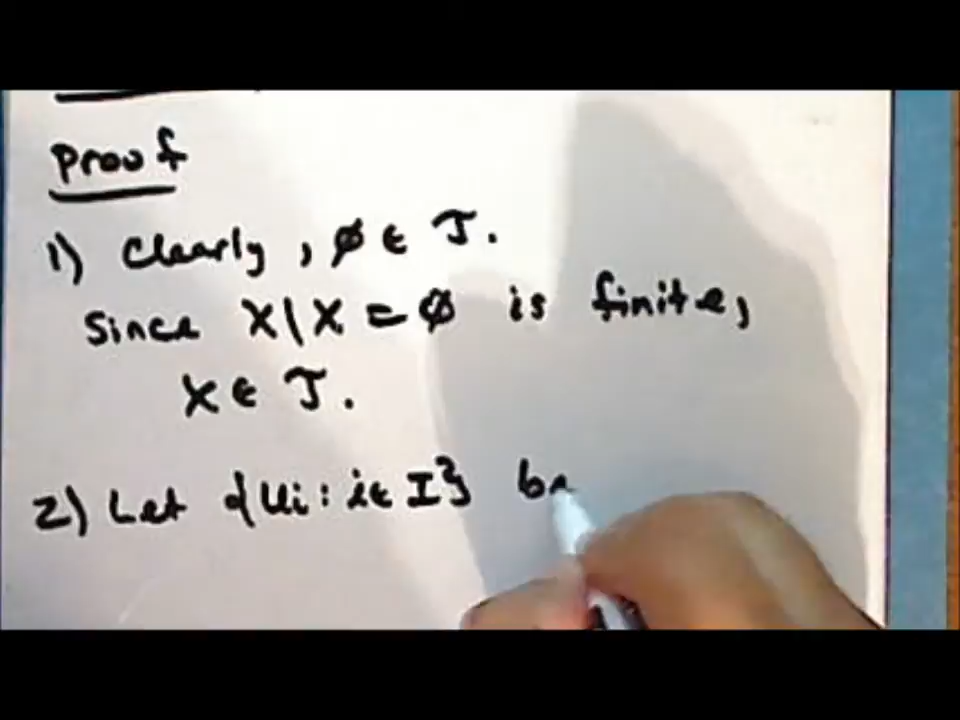 Proof
1) Clearly, ∅ ∈ T.
Since X\X = ∅ is finite,
X ∈ T.
2) Let {Ui : i ∈ I} be